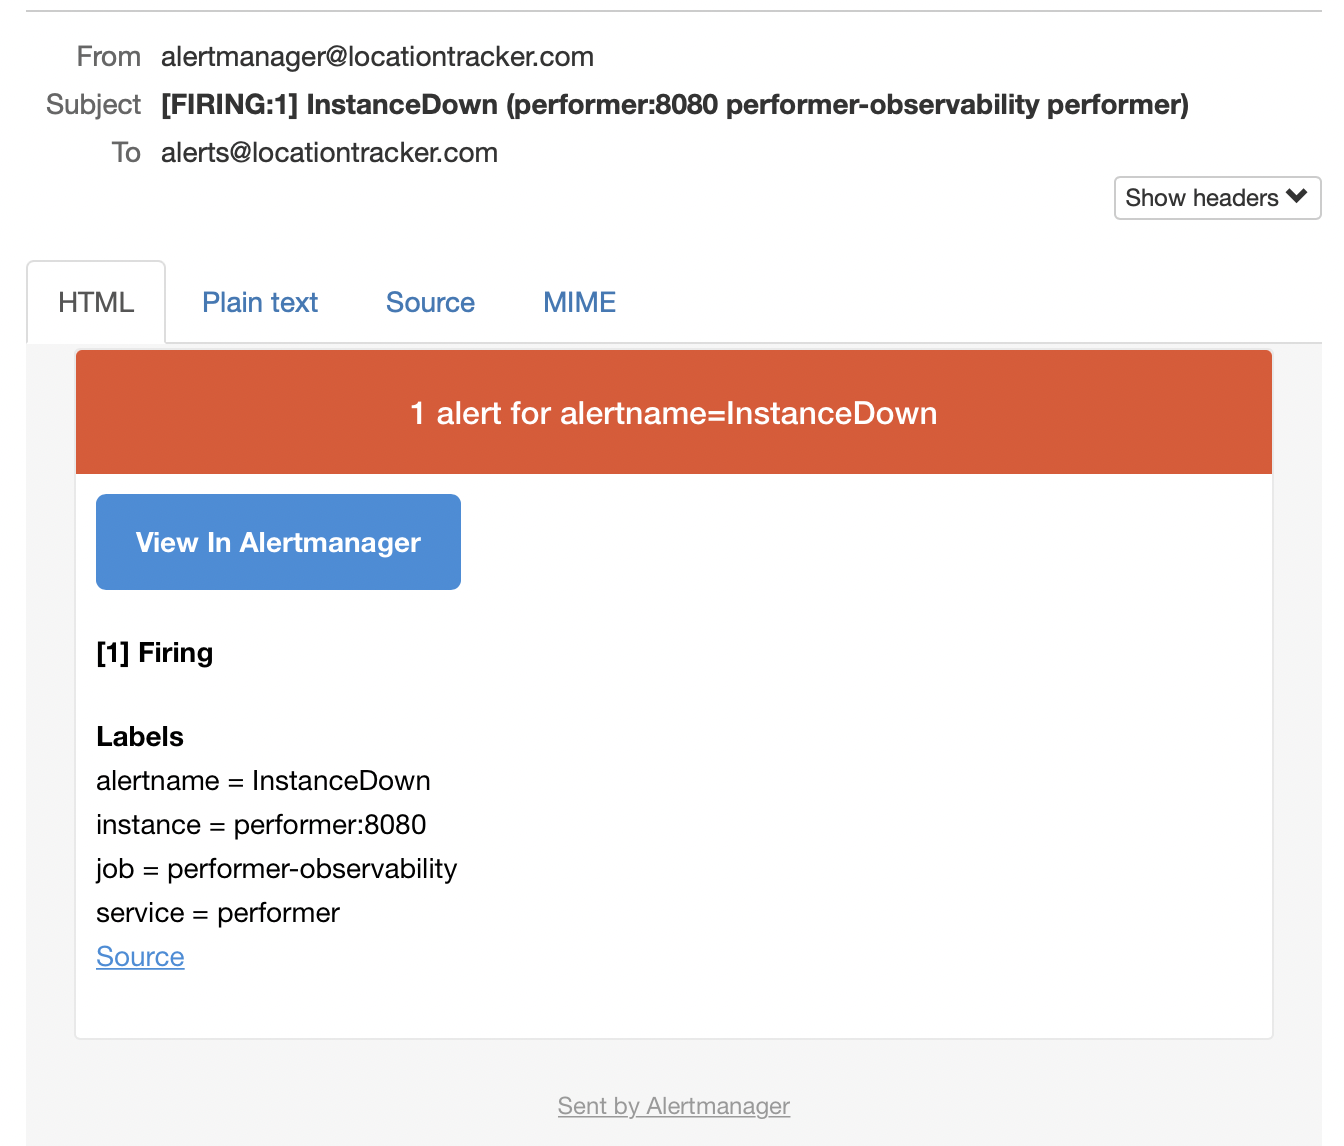 From alertmanager@locationtracker.com
Subject [FIRING:1] InstanceDown (performer:8080 performer-observability performer)
To alerts@locationtracker.com
Show headers
HTML Plain text Source MIME
1 alert for alertname=InstanceDown
View In Alertmanager
[1] Firing
Labels
alertname = InstanceDown
instance = performer:8080
job = performer-observability
service = performer
Source
Sent by Alertmanager